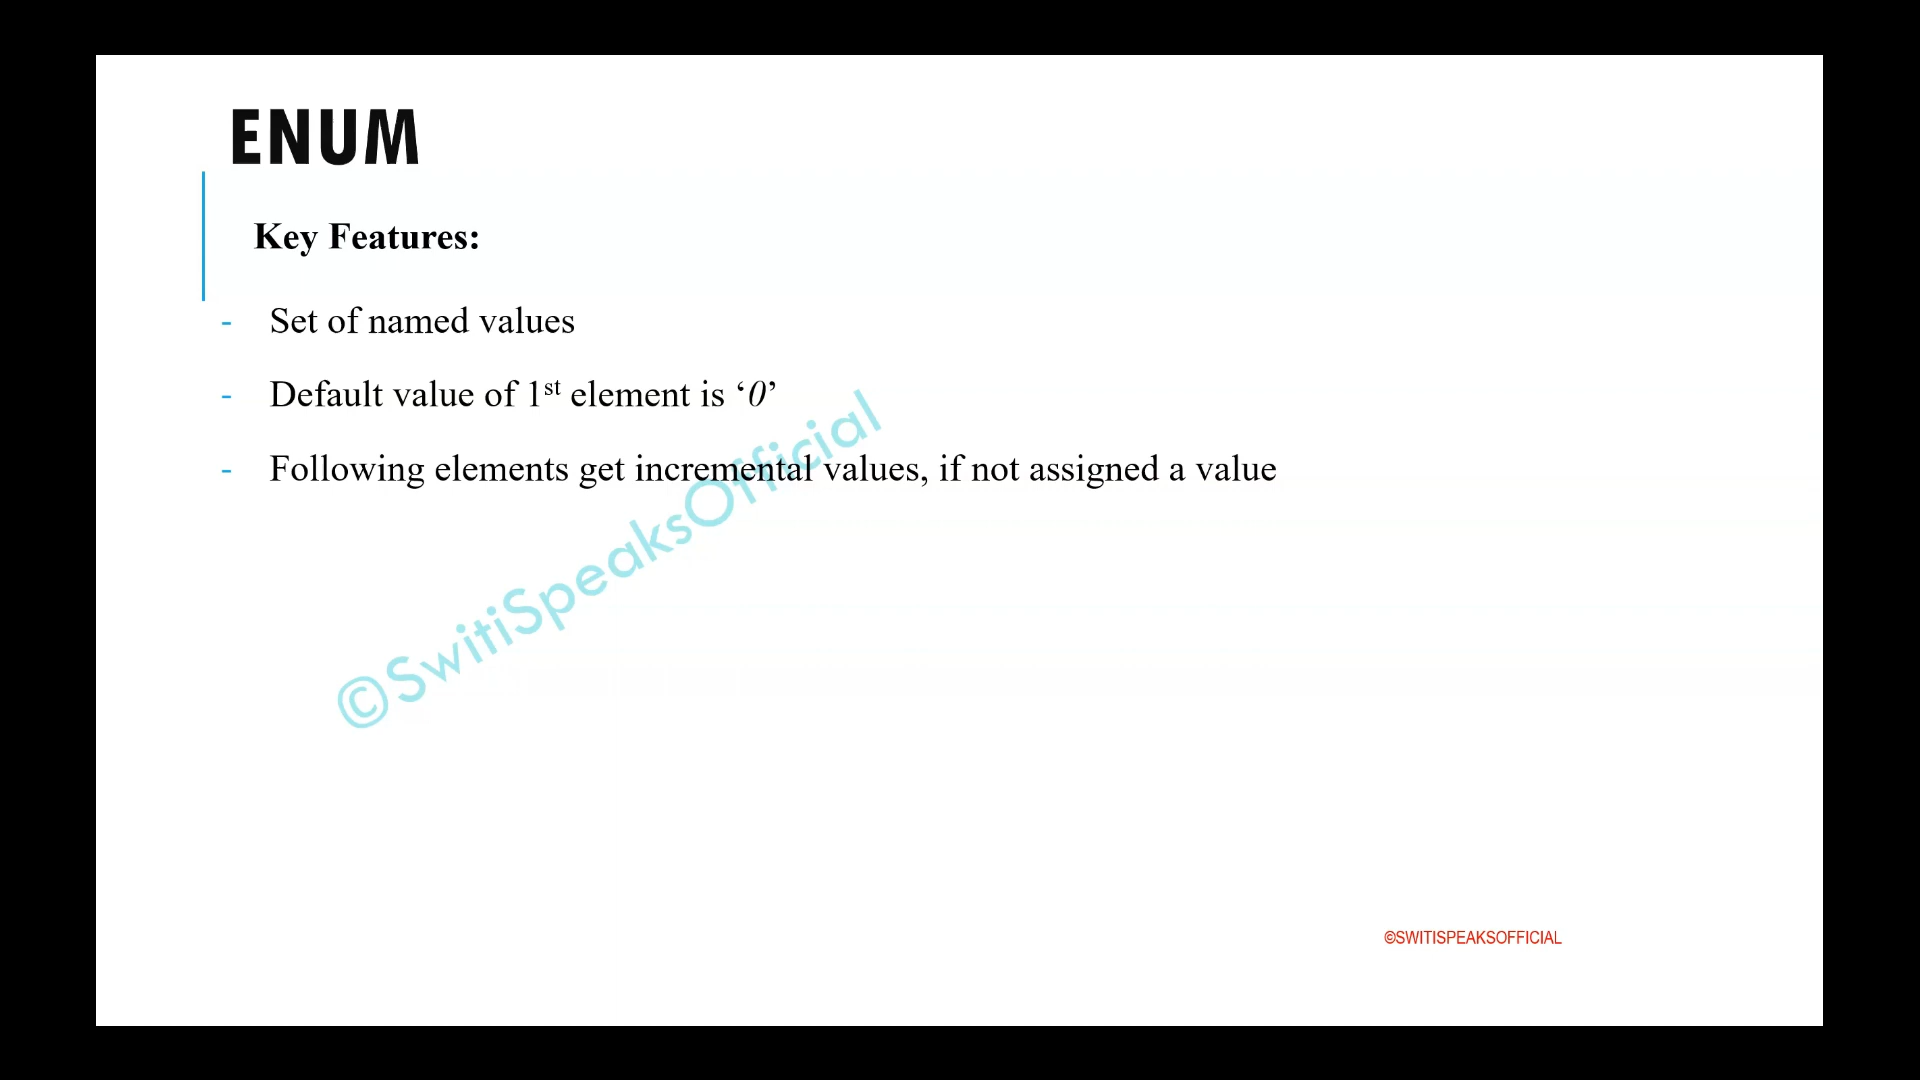 ENUM
Key Features:
- Set of named values
- Default value of 1st element is ‘0’
- Following elements get incremental values, if not assigned a value
©SwitiSpeaksOfficial
©SWITISPEAKSOFFICIAL